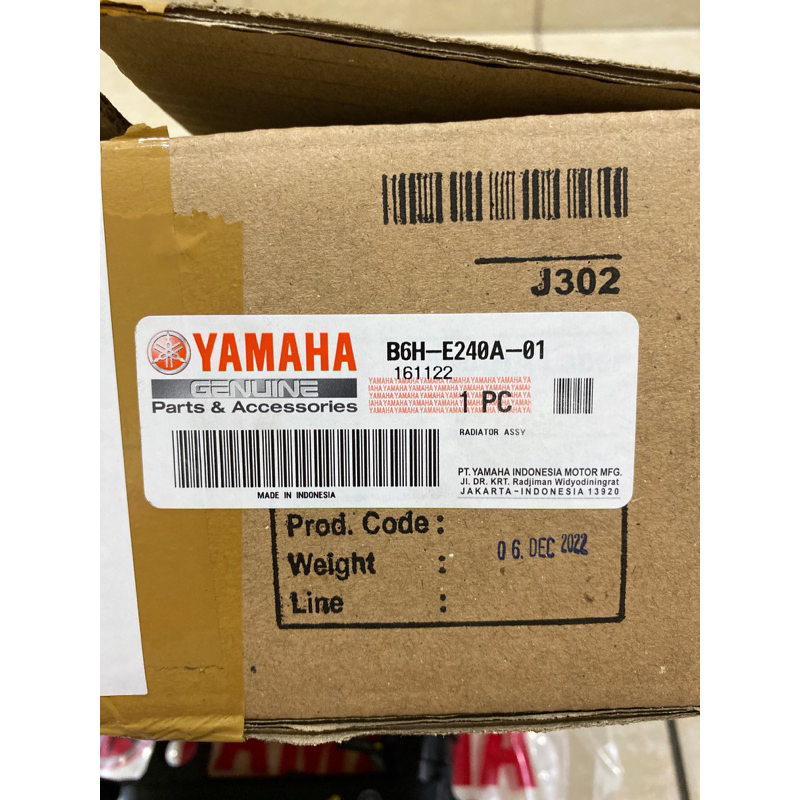 J302
YAMAHA
B6H-E240A-01
161122
GENUINE
Parts & Accessories
1 PC
RADIATOR ASSY
MADE IN INDONESIA
PT. YAMAHA INDONESIA MOTOR MFG.
Jl. DR. KRT. Radjiman Widyodiningrat
JAKARTA-INDONESIA 13920
Prod. Code :
06. DEC 2022
Weight :
Line :
YAMAHA